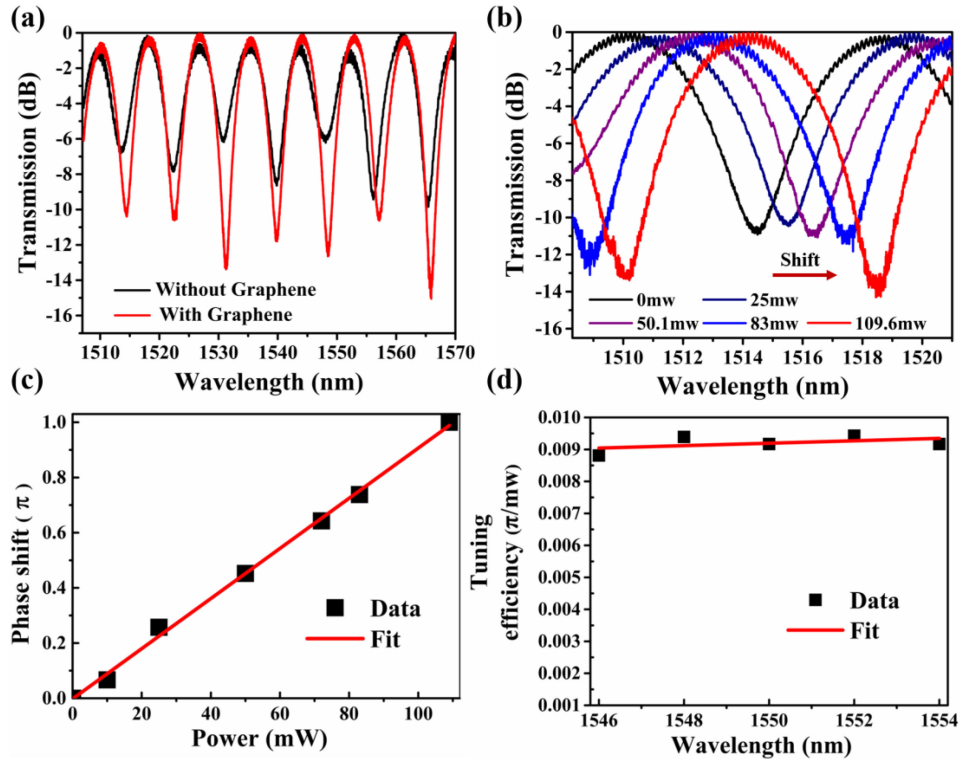 (a)
Transmission (dB)
0
-2
-4
-6
-8
-10
-12
-14
-16
Without Graphene
With Graphene
1510 1520 1530 1540 1550 1560 1570
Wavelength (nm)
(b)
Transmission (dB)
0
-2
-4
-6
-8
-10
-12
-14
-16
Shift
0mw 25mw
50.1mw 83mw 109.6mw
1510 1512 1514 1516 1518 1520
Wavelength (nm)
(c)
Phase shift ( π )
1.0
0.8
0.6
0.4
0.2
0.0
Data
Fit
0 20 40 60 80 100
Power (mW)
(d)
Tuning
efficiency (π/mw)
0.010
0.009
0.008
0.007
0.006
0.005
0.004
0.003
0.002
0.001
Data
Fit
1546 1548 1550 1552 1554
Wavelength (nm)